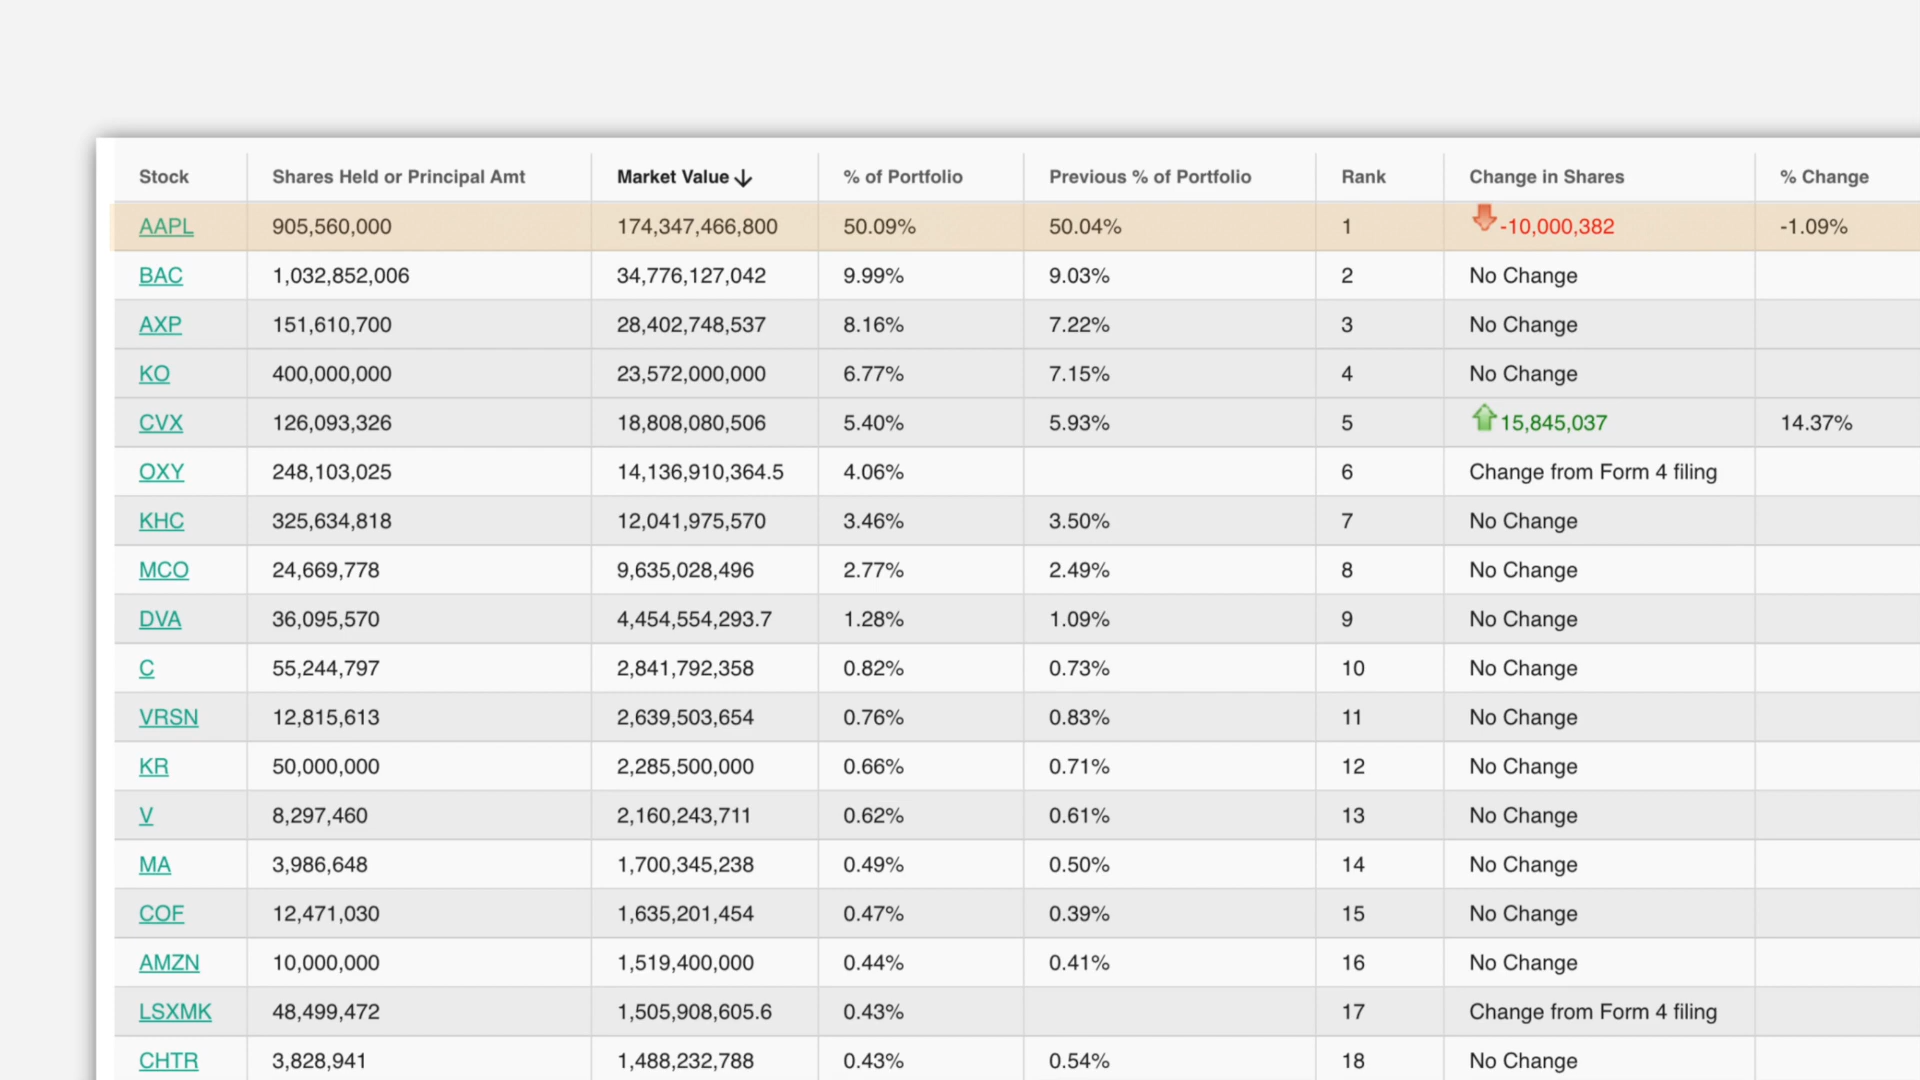 Stock Shares Held or Principal Amt Market Value ↓ % of Portfolio Previous % of Portfolio Rank Change in Shares % Change
AAPL 905,560,000 174,347,466,800 50.09% 50.04% 1 -10,000,382 -1.09%
BAC 1,032,852,006 34,776,127,042 9.99% 9.03% 2 No Change
AXP 151,610,700 28,402,748,537 8.16% 7.22% 3 No Change
KO 400,000,000 23,572,000,000 6.77% 7.15% 4 No Change
CVX 126,093,326 18,808,080,506 5.40% 5.93% 5 15,845,037 14.37%
OXY 248,103,025 14,136,910,364.5 4.06% 6 Change from Form 4 filing
KHC 325,634,818 12,041,975,570 3.46% 3.50% 7 No Change
MCO 24,669,778 9,635,028,496 2.77% 2.49% 8 No Change
DVA 36,095,570 4,454,554,293.7 1.28% 1.09% 9 No Change
C 55,244,797 2,841,792,358 0.82% 0.73% 10 No Change
VRSN 12,815,613 2,639,503,654 0.76% 0.83% 11 No Change
KR 50,000,000 2,285,500,000 0.66% 0.71% 12 No Change
V 8,297,460 2,160,243,711 0.62% 0.61% 13 No Change
MA 3,986,648 1,700,345,238 0.49% 0.50% 14 No Change
COF 12,471,030 1,635,201,454 0.47% 0.39% 15 No Change
AMZN 10,000,000 1,519,400,000 0.44% 0.41% 16 No Change
LSXMK 48,499,472 1,505,908,605.6 0.43% 17 Change from Form 4 filing
CHTR 3,828,941 1,488,232,788 0.43% 0.54% 18 No Change